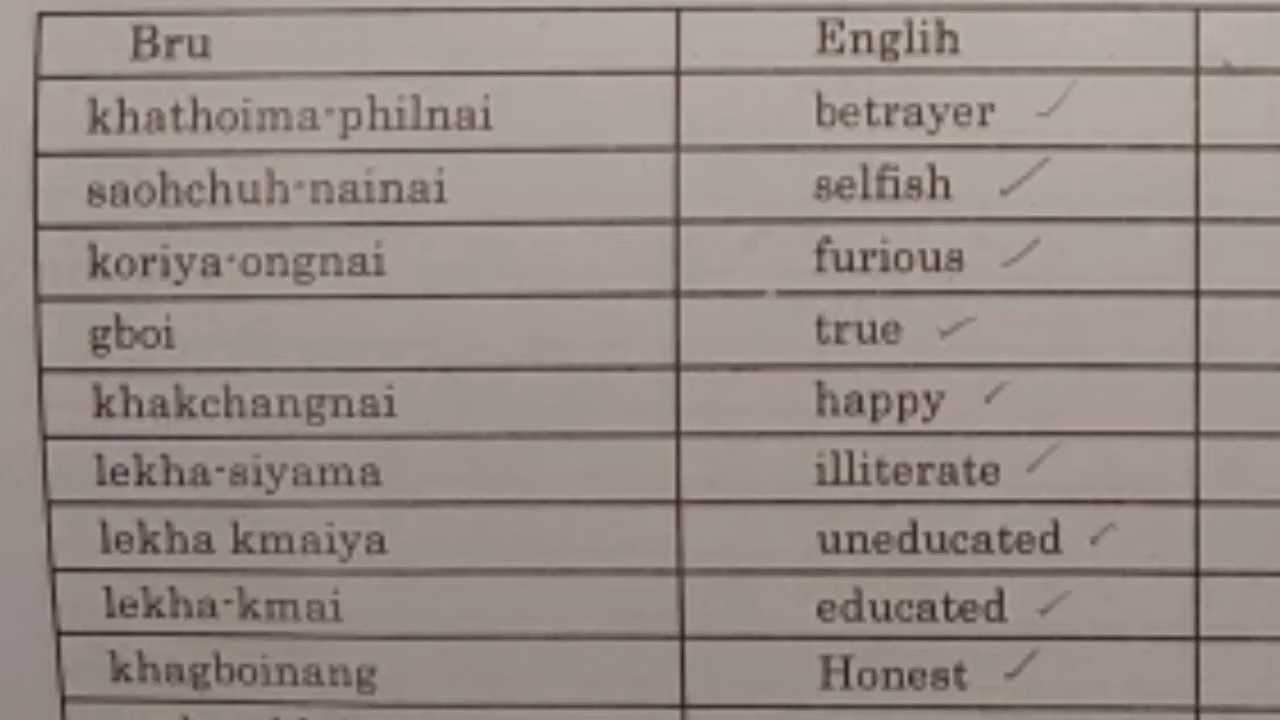 Bru Englih
khathoima-philnai betrayer
saohchuh-nainai selfish
koriya-ongnai furious
gboi true
khakchangnai happy
lekha-siyama illiterate
lekha kmaiya uneducated
lekha-kmai educated
khagboinang Honest